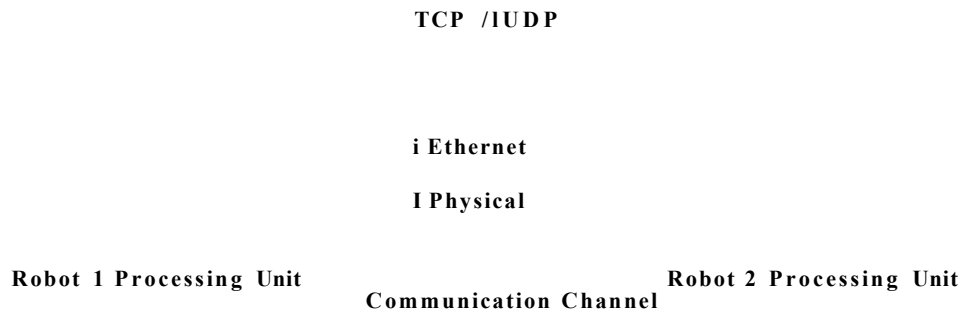 TCP /lUDP
i Ethernet
I Physical
Robot 1 Processing Unit
Robot 2 Processing Unit
Communication Channel